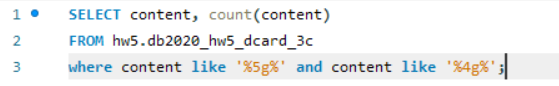 1 SELECT content, count(content)
2 FROM hw5.db2020_hw5_dcard_3c
3 where content like '%5g%' and content like '%4g%';